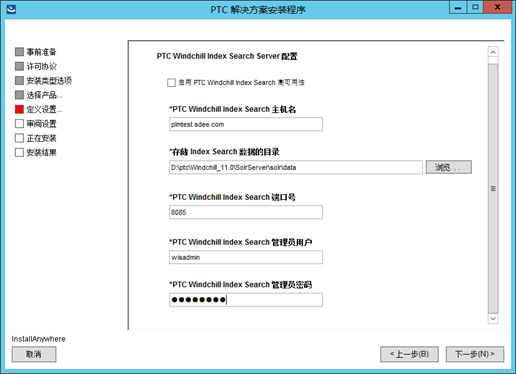 PTC 解决方案安装程序
事前准备
许可协议
安装类型选项
选择产品...
定义设置...
审阅设置
正在安装
安装结果
PTC Windchill Index Search Server 配置
启用 PTC Windchill Index Search 高可用性
*PTC Windchill Index Search 主机名
plmtest.sdee.com
*存储 Index Search 数据的目录
D:\ptc\Windchill_11.0\SolrServer\solr\data
浏览...
*PTC Windchill Index Search 端口号
8085
*PTC Windchill Index Search 管理员用户
wisadmin
*PTC Windchill Index Search 管理员密码
●●●●●●●●
InstallAnywhere
取消
< 上一步(B)
下一步(N) >